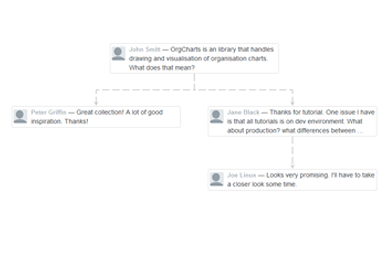 John Smitt — OrgCharts is an library that handles
drawing and visualisation of organisation charts.
What does that mean?
Peter Griffin — Great collection! A lot of good
inspiration. Thanks!
Jane Black — Thanks for tutorial. One issue i have
is that all tutorials is on dev environment. What
about production? what differences between ...
Joe Linux — Looks very promising. I'll have to take
a closer look some time.